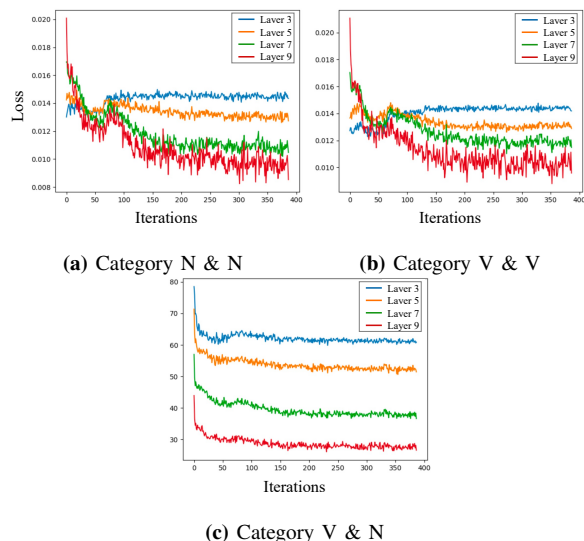 0.020
0.018
0.016
0.014
0.012
0.010
0.008
Loss
0 50 100 150 200 250 300 350 400
Iterations
Layer 3
Layer 5
Layer 7
Layer 9
(a) Category N & N
0.020
0.018
0.016
0.014
0.012
0.010
0 50 100 150 200 250 300 350 400
Iterations
Layer 3
Layer 5
Layer 7
Layer 9
(b) Category V & V
80
70
60
50
40
30
0 50 100 150 200 250 300 350 400
Iterations
Layer 3
Layer 5
Layer 7
Layer 9
(c) Category V & N